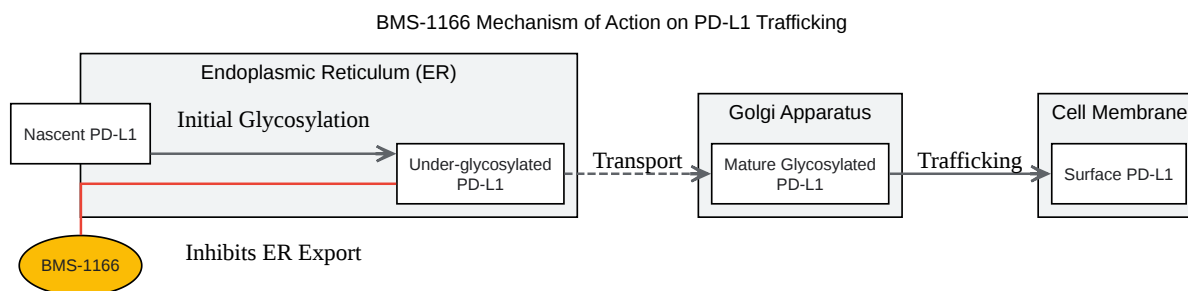 BMS-1166 Mechanism of Action on PD-L1 Trafficking
Endoplasmic Reticulum (ER)
Nascent PD-L1
Initial Glycosylation
Under-glycosylated
PD-L1
Transport
Golgi Apparatus
Mature Glycosylated
PD-L1
Trafficking
Cell Membrane
Surface PD-L1
Inhibits ER Export
BMS-1166